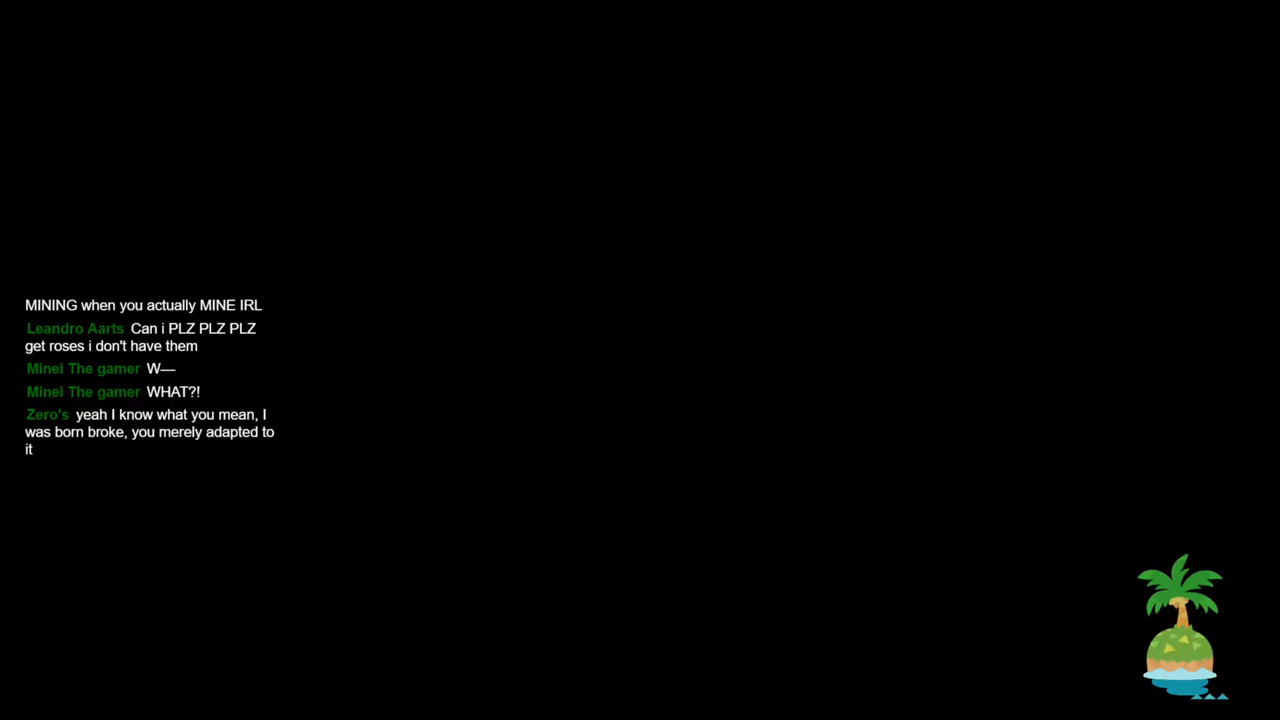 MINING when you actually MINE IRL
Leandro Aarts Can i PLZ PLZ PLZ
get roses i don't have them
Minei The gamer W—
Minei The gamer WHAT?!
Zero's yeah I know what you mean, I
was born broke, you merely adapted to
it